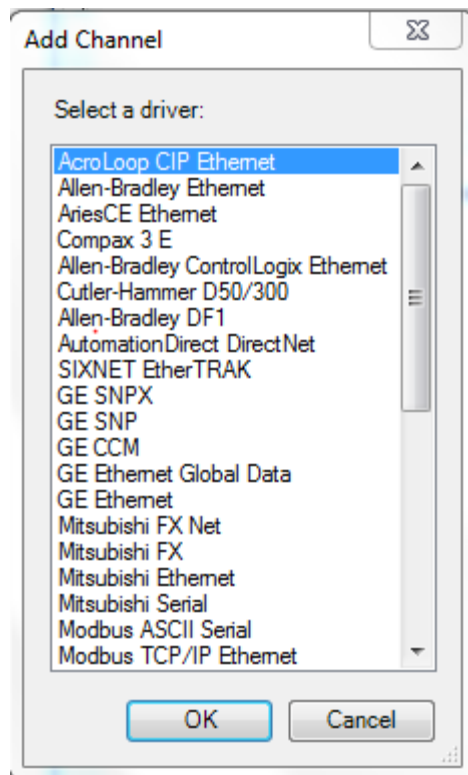 Add Channel
Select a driver:
AcroLoop CIP Ethernet
Allen-Bradley Ethernet
AriesCE Ethernet
Compax 3 E
Allen-Bradley ControlLogix Ethernet
Cutler-Hammer D50/300
Allen-Bradley DF1
AutomationDirect DirectNet
SIXNET EtherTRAK
GE SNPX
GE SNP
GE CCM
GE Ethernet Global Data
GE Ethernet
Mitsubishi FX Net
Mitsubishi FX
Mitsubishi Ethernet
Mitsubishi Serial
Modbus ASCII Serial
Modbus TCP/IP Ethernet
OK Cancel